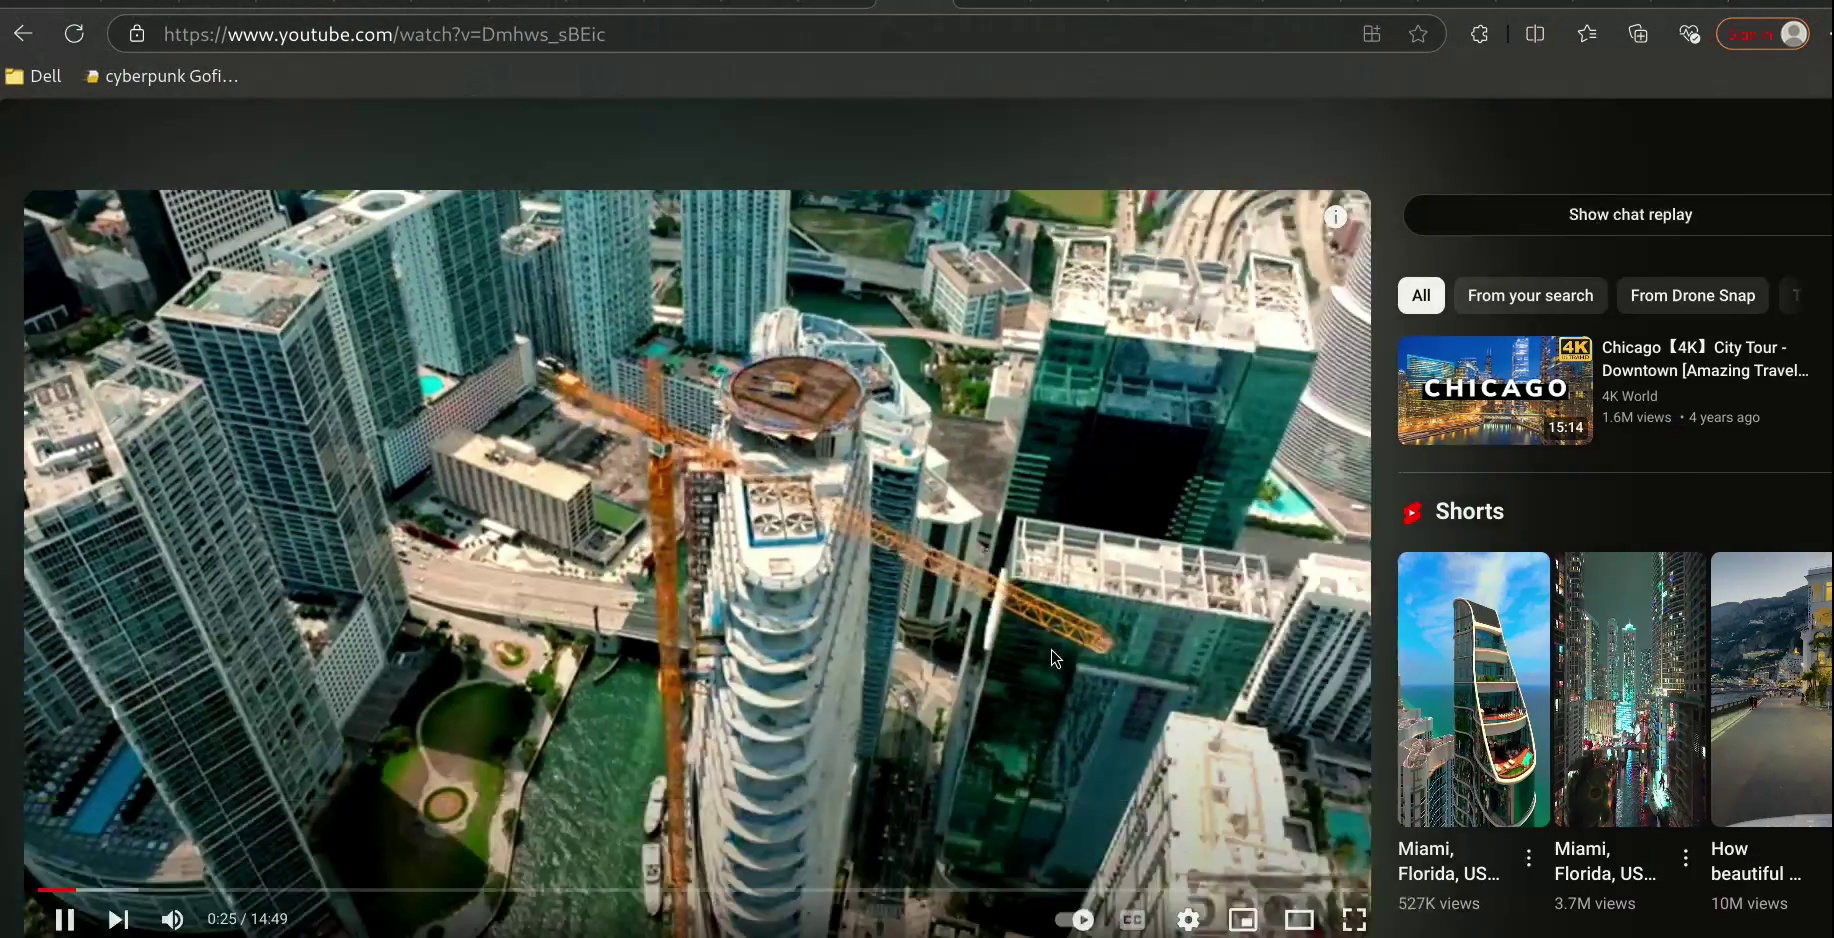 https://www.youtube.com/watch?v=Dmhws_sBEic
Sign in
Dell
cyberpunk Gofi...
Show chat replay
All
From your search
From Drone Snap
T
4K
ULTRA HD
CHICAGO
15:14
Chicago【4K】City Tour -
Downtown [Amazing Travel...
4K World
1.6M views • 4 years ago
Shorts
Miami,
Florida, US...
527K views
Miami,
Florida, US...
3.7M views
How
beautiful ...
10M views
0:25 / 14:49
CC